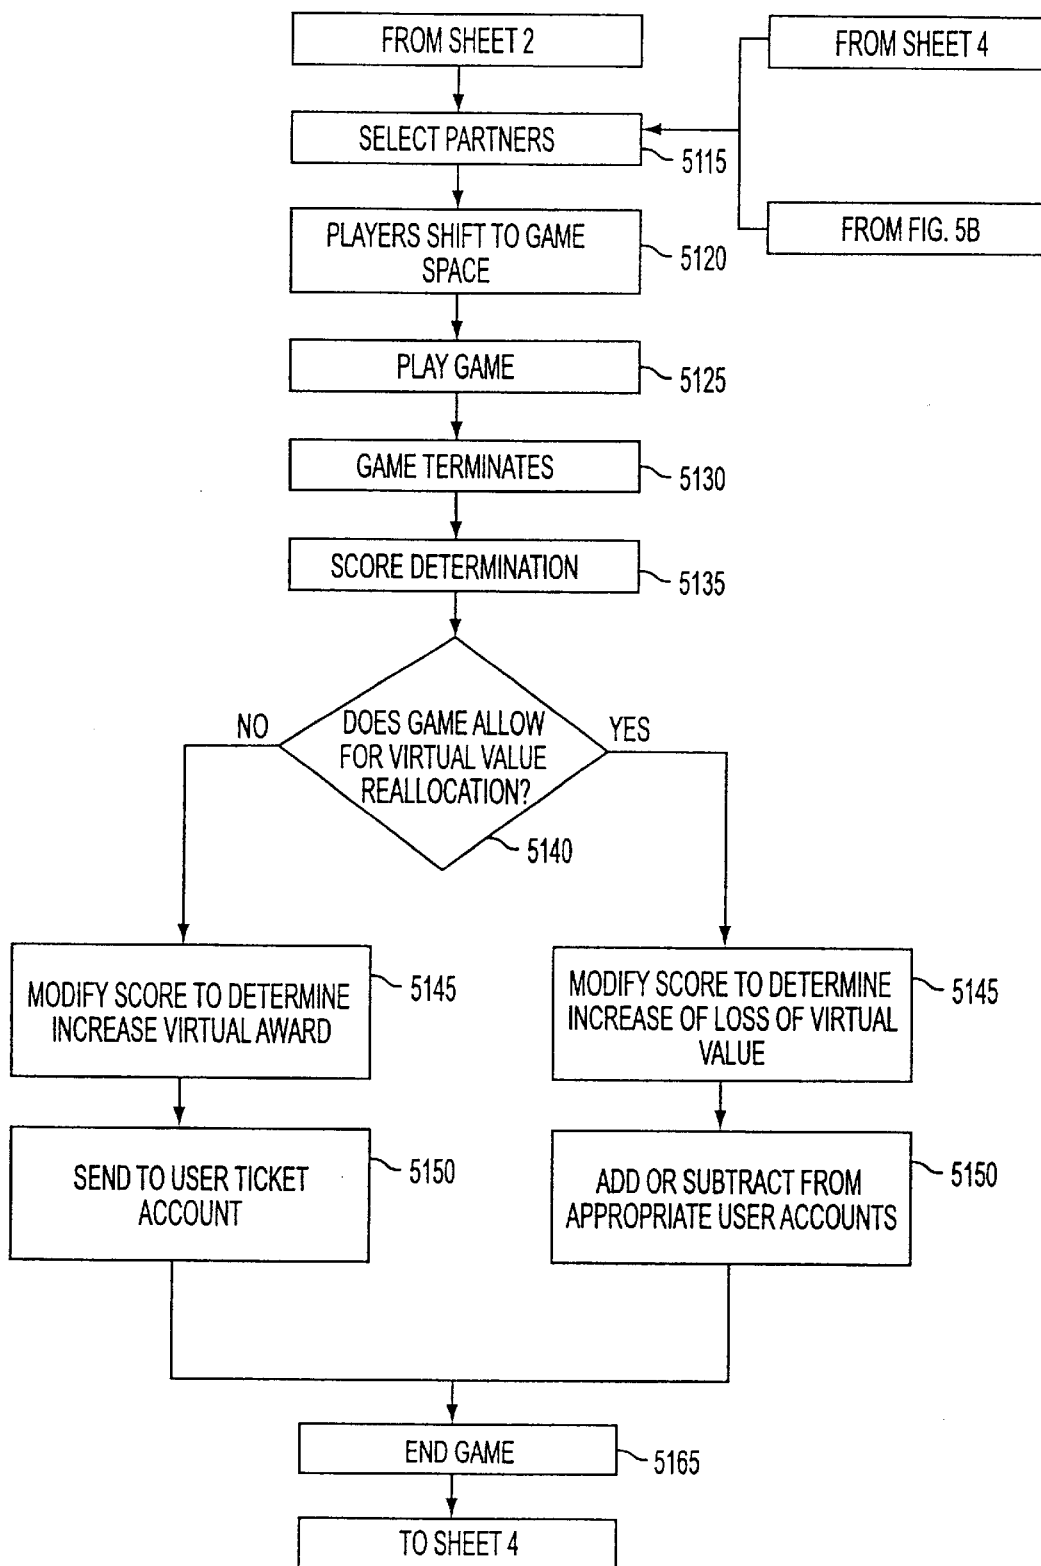 FROM SHEET 2
FROM SHEET 4
SELECT PARTNERS
5115
PLAYERS SHIFT TO GAME
SPACE
5120
FROM FIG. 5B
PLAY GAME
5125
GAME TERMINATES
5130
SCORE DETERMINATION
5135
NO
DOES GAME ALLOW
FOR VIRTUAL VALUE
REALLOCATION?
YES
5140
MODIFY SCORE TO DETERMINE
INCREASE VIRTUAL AWARD
5145
MODIFY SCORE TO DETERMINE
INCREASE OF LOSS OF VIRTUAL
VALUE
5145
SEND TO USER TICKET
ACCOUNT
5150
ADD OR SUBTRACT FROM
APPROPRIATE USER ACCOUNTS
5150
END GAME
5165
TO SHEET 4